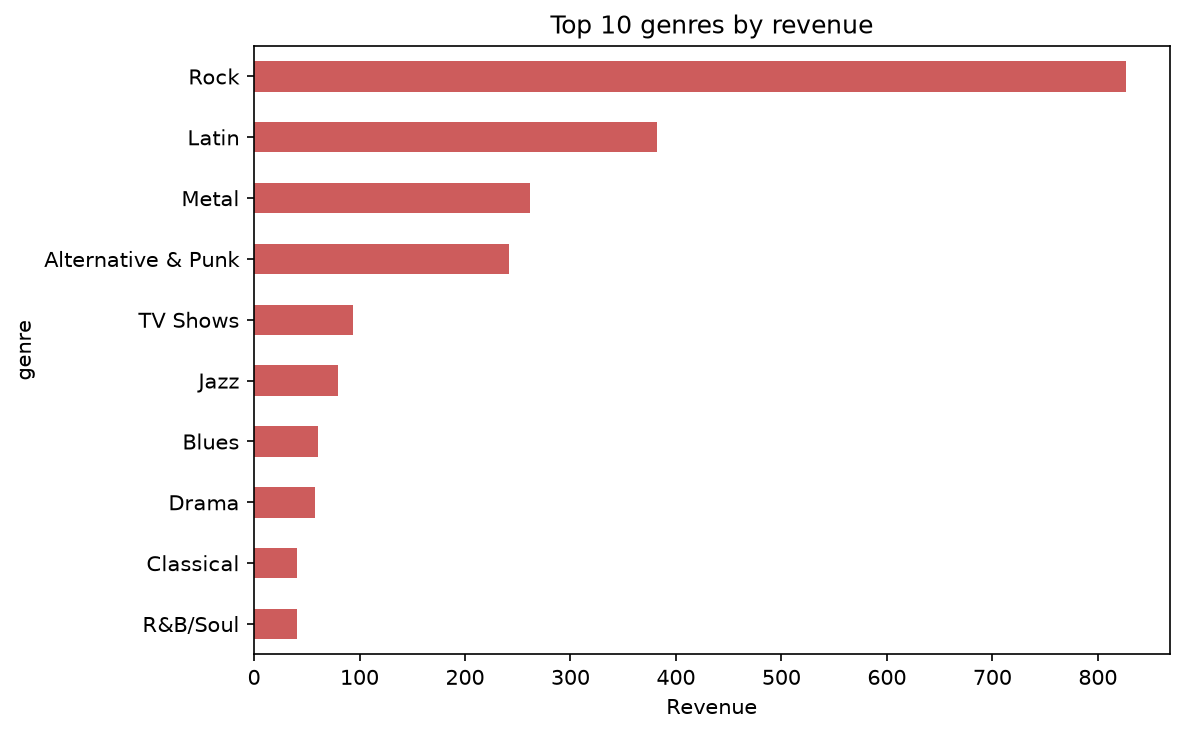 Top 10 genres by revenue
Rock
Latin
Metal
Alternative & Punk
TV Shows
Jazz
Blues
Drama
Classical
R&B/Soul
genre
0 100 200 300 400 500 600 700 800
Revenue